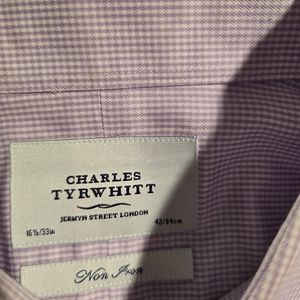 CHARLES
TYRWHITT
JERMYN STREET LONDON
16½/33in 42/84cm
Non Iron